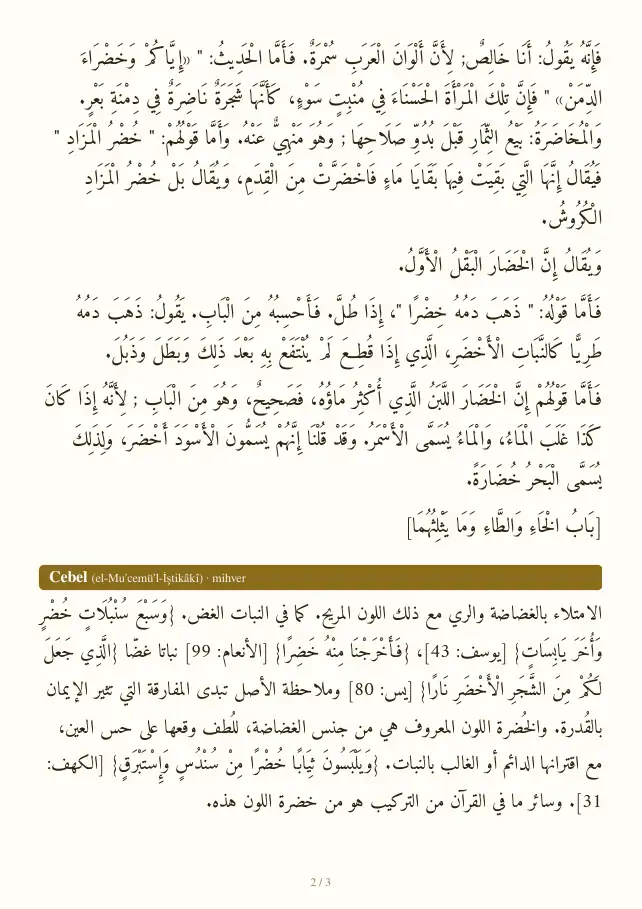 فَإِنَّهُ يَقُولُ: أَنَا خَالِصٌ; لِأَنَّ أَلْوَانَ الْعَرَبِ سُمْرَةٌ. فَأَمَّا الْحَدِيثُ: " «إِيَّاكُمْ وَخَضْرَاءَ
الدِّمَنْ» " فَإِنَّ تِلْكَ الْمَرْأَةَ الْحَسْنَاءَ فِي مُنْبِتٍ سَوْءٍ، كَأَنَّهَا شَجَرَةٌ نَاضِرَةٌ فِي دِمْنَةِ بَعْرٍ.
وَالْمُخَاضَرَةُ: بَيْعُ الثِّمَارِ قَبْلَ بُدُوِّ صَلَاحِهَا ; وَهُوَ مَنْهِيٌّ عَنْهُ. وَأَمَّا قَوْلُهُمْ: " خُضْرُ الْمَزَادِ "
فَيُقَالُ إِنَّهَا الَّتِي بَقِيَتْ فِيهَا بَقَايَا مَاءٍ فَاخْضَرَّتْ مِنَ الْقِدَمِ، وَيُقَالُ بَلْ خُضْرُ الْمَزَادِ
الْكُرُوشُ.
وَيُقَالُ إِنَّ الْخَضَارَ الْبَقْلُ الْأَوَّلُ.
فَأَمَّا قَوْلُهُ: " ذَهَبَ دَمُهُ خِضْرًا "، إِذَا طُلَّ. فَأَحْسِبُهُ مِنَ الْبَابِ. يَقُولُ: ذَهَبَ دَمُهُ
طَرِيًّا كَالنَّبَاتِ الْأَخْضَرِ، الَّذِي إِذَا قُطِعَ لَمْ يُنْتَفَعْ بِهِ بَعْدَ ذَلِكَ وَبَطَلَ وَذَبُلَ.
فَأَمَّا قَوْلُهُمْ إِنَّ الْخَضَارَ اللَّبَنُ الَّذِي أُكْثِرُ مَاؤُهُ، فَصَحِيحٌ، وَهُوَ مِنَ الْبَابِ ; لِأَنَّهُ إِذَا كَانَ
كَذَا غَلَبَ الْمَاءُ، وَالْمَاءُ يُسَمَّى الْأَسْمَرُ. وَقَدْ قُلْنَا إِنَّهُمْ يُسَمُّونَ الْأَسْوَدَ أَخْضَرَ، وَلِذَلِكَ
يُسَمَّى الْبَحْرُ خُضَارَةً.
[بَابُ الْخَاءِ وَالطَّاءِ وَمَا يَثْلِثُهُمَا]
Cebel (el-Mu'cemü'l-İştikâkî) · mihver
الامتلاء بالغضاضة والري مع ذلك اللون المريح. كما في النبات الغض. {وَسَبْعَ سُنْبُلَاتٍ خُضْرٍ
وَأُخَرَ يَابِسَاتٍ} [يوسف: 43]، {فَأَخْرَجْنَا مِنْهُ خَضِرًا} [الأنعام: 99] نباتا غضّا {الَّذِي جَعَلَ
لَكُمْ مِنَ الشَّجَرِ الْأَخْضَرِ نَارًا} [يس: 80] وملاحظة الأصل تبدى المفارقة التي تثير الإيمان
بالقُدرة. والخُضرة اللون المعروف هي من جنس الغضاضة، للُطف وقعها على حس العين،
مع اقترانها الدائم أو الغالب بالنبات. {وَيَلْبَسُونَ ثِيَابًا خُضْرًا مِنْ سُنْدُسٍ وَإِسْتَبْرَقٍ} [الكهف:
31]. وسائر ما في القرآن من التركيب هو من خضرة اللون هذه.
2 / 3